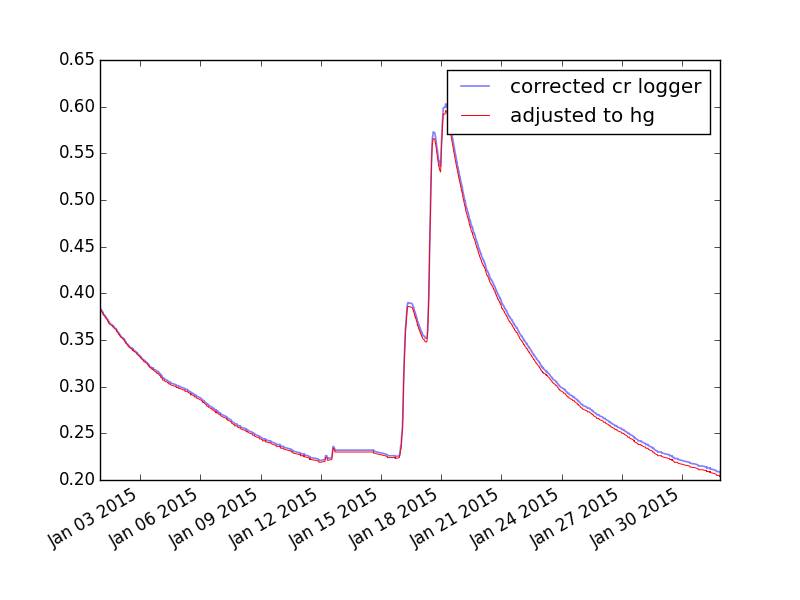 0.65
0.60
0.55
0.50
0.45
0.40
0.35
0.30
0.25
0.20
corrected cr logger
adjusted to hg
Jan 03 2015
Jan 06 2015
Jan 09 2015
Jan 12 2015
Jan 15 2015
Jan 18 2015
Jan 21 2015
Jan 24 2015
Jan 27 2015
Jan 30 2015